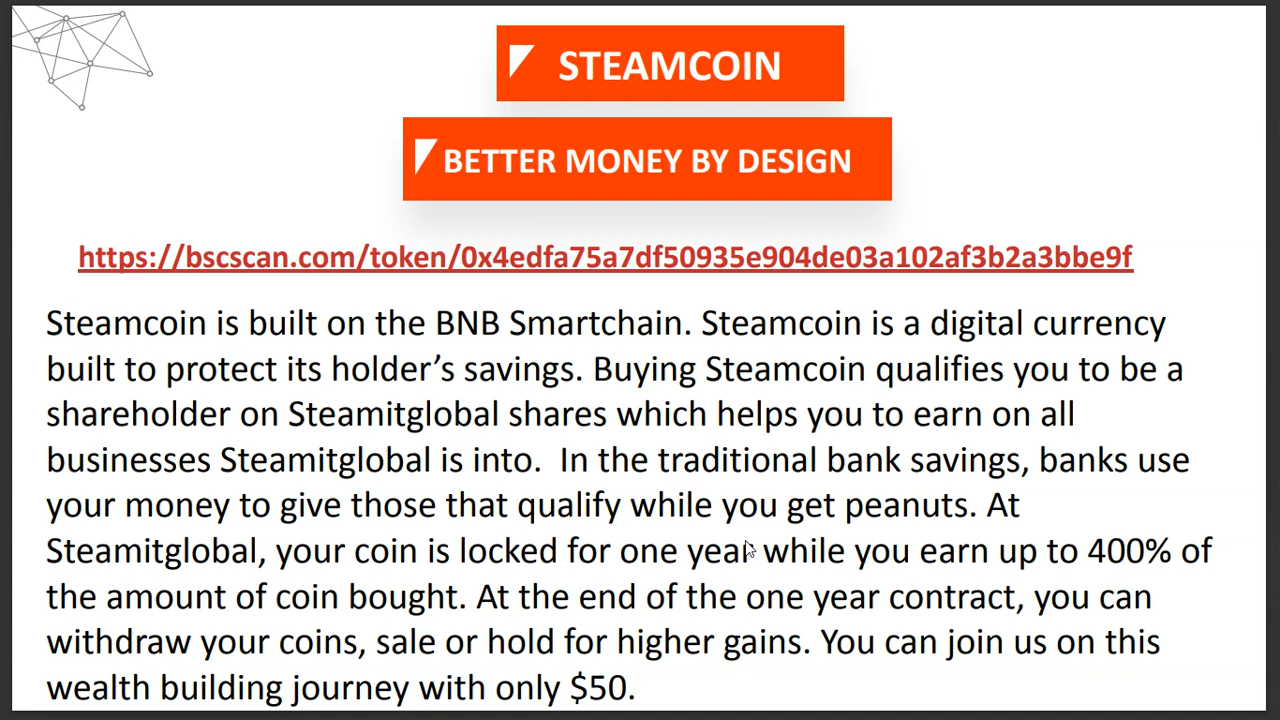 STEAMCOIN
BETTER MONEY BY DESIGN
https://bscscan.com/token/0x4edfa75a7df50935e904de03a102af3b2a3bbe9f
Steamcoin is built on the BNB Smartchain. Steamcoin is a digital currency
built to protect its holder’s savings. Buying Steamcoin qualifies you to be a
shareholder on Steamitglobal shares which helps you to earn on all
businesses Steamitglobal is into.  In the traditional bank savings, banks use
your money to give those that qualify while you get peanuts. At
Steamitglobal, your coin is locked for one year while you earn up to 400% of
the amount of coin bought. At the end of the one year contract, you can
withdraw your coins, sale or hold for higher gains. You can join us on this
wealth building journey with only $50.